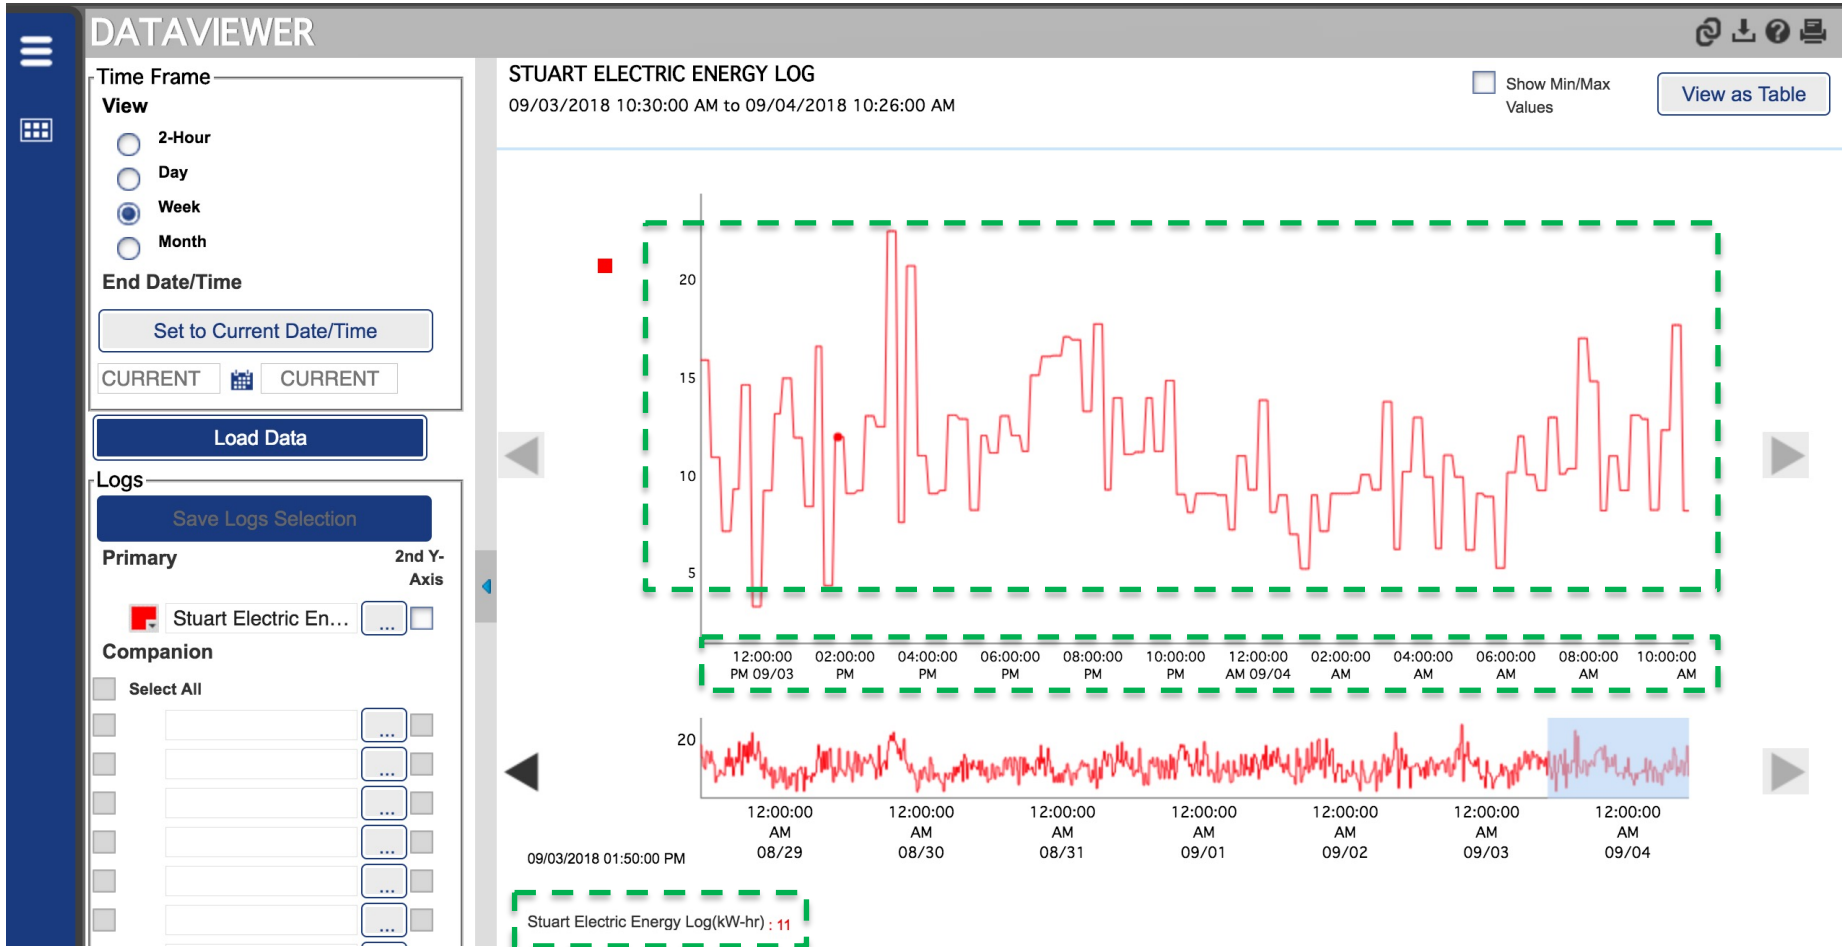 DATAVIEWER
Time Frame
View
2-Hour
Day
Week
Month
End Date/Time
Set to Current Date/Time
CURRENT CURRENT
Load Data
Logs
Save Logs Selection
Primary
2nd Y-
Axis
Stuart Electric En... ...
Companion
Select All
...
...
...
...
...
...
STUART ELECTRIC ENERGY LOG
09/03/2018 10:30:00 AM to 09/04/2018 10:26:00 AM
Show Min/Max
Values
View as Table
20
15
10
5
12:00:00 02:00:00 04:00:00 06:00:00 08:00:00 10:00:00 12:00:00 02:00:00 04:00:00 06:00:00 08:00:00 10:00:00
PM 09/03 PM PM PM PM PM AM 09/04 AM AM AM AM AM
20
12:00:00 12:00:00 12:00:00 12:00:00 12:00:00 12:00:00 12:00:00
AM AM AM AM AM AM AM
08/29 08/30 08/31 09/01 09/02 09/03 09/04
09/03/2018 01:50:00 PM
Stuart Electric Energy Log(kW-hr) : 11